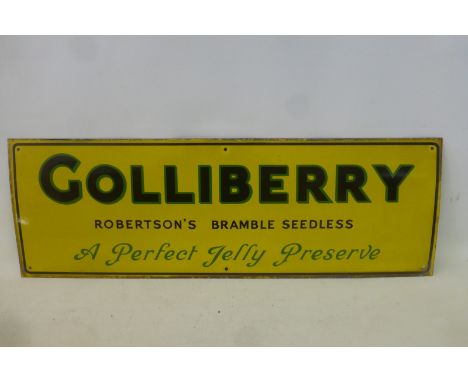 GOLLIBERRY
ROBERTSON'S BRAMBLE SEEDLESS
A Perfect Jelly Preserve